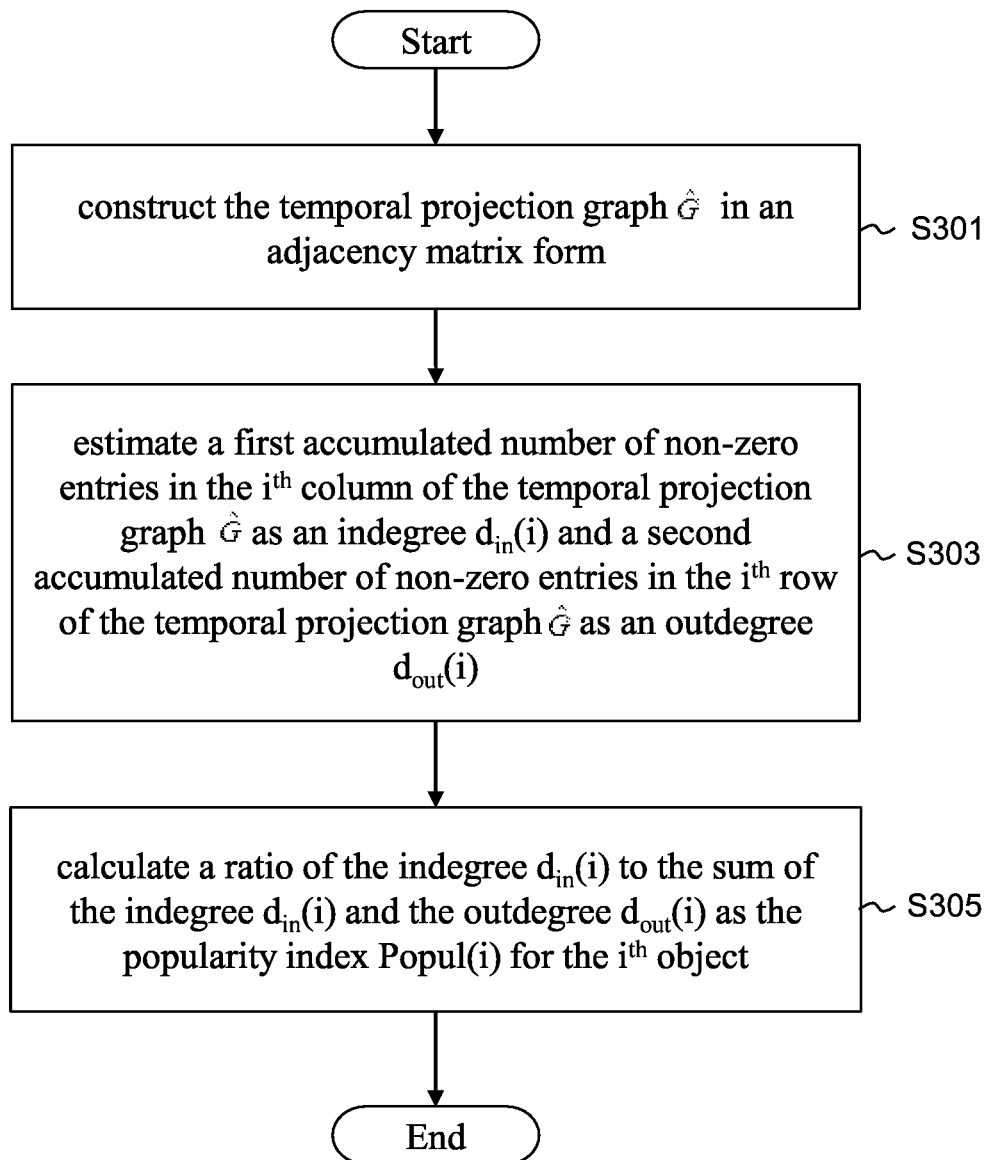 Start
construct the temporal projection graph Ĝ in an
adjacency matrix form
S301
estimate a first accumulated number of non-zero
entries in the iᵗʰ column of the temporal projection
graph Ĝ as an indegree dᵢₙ(i) and a second
accumulated number of non-zero entries in the iᵗʰ row
of the temporal projection graph Ĝ as an outdegree
dₒᵤₜ(i)
S303
calculate a ratio of the indegree dᵢₙ(i) to the sum of
the indegree dᵢₙ(i) and the outdegree dₒᵤₜ(i) as the
popularity index Popul(i) for the iᵗʰ object
S305
End